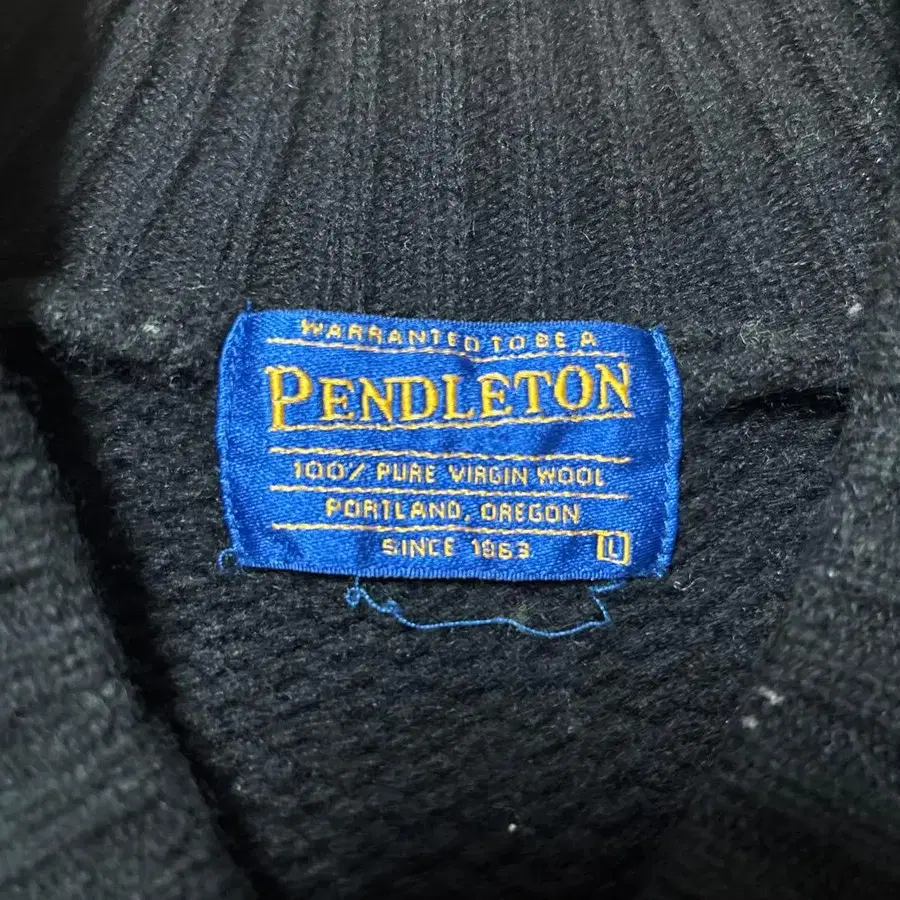 WARRANTED TO BE A
PENDLETON
100% PURE VIRGIN WOOL
PORTLAND, OREGON
SINCE 1863 L